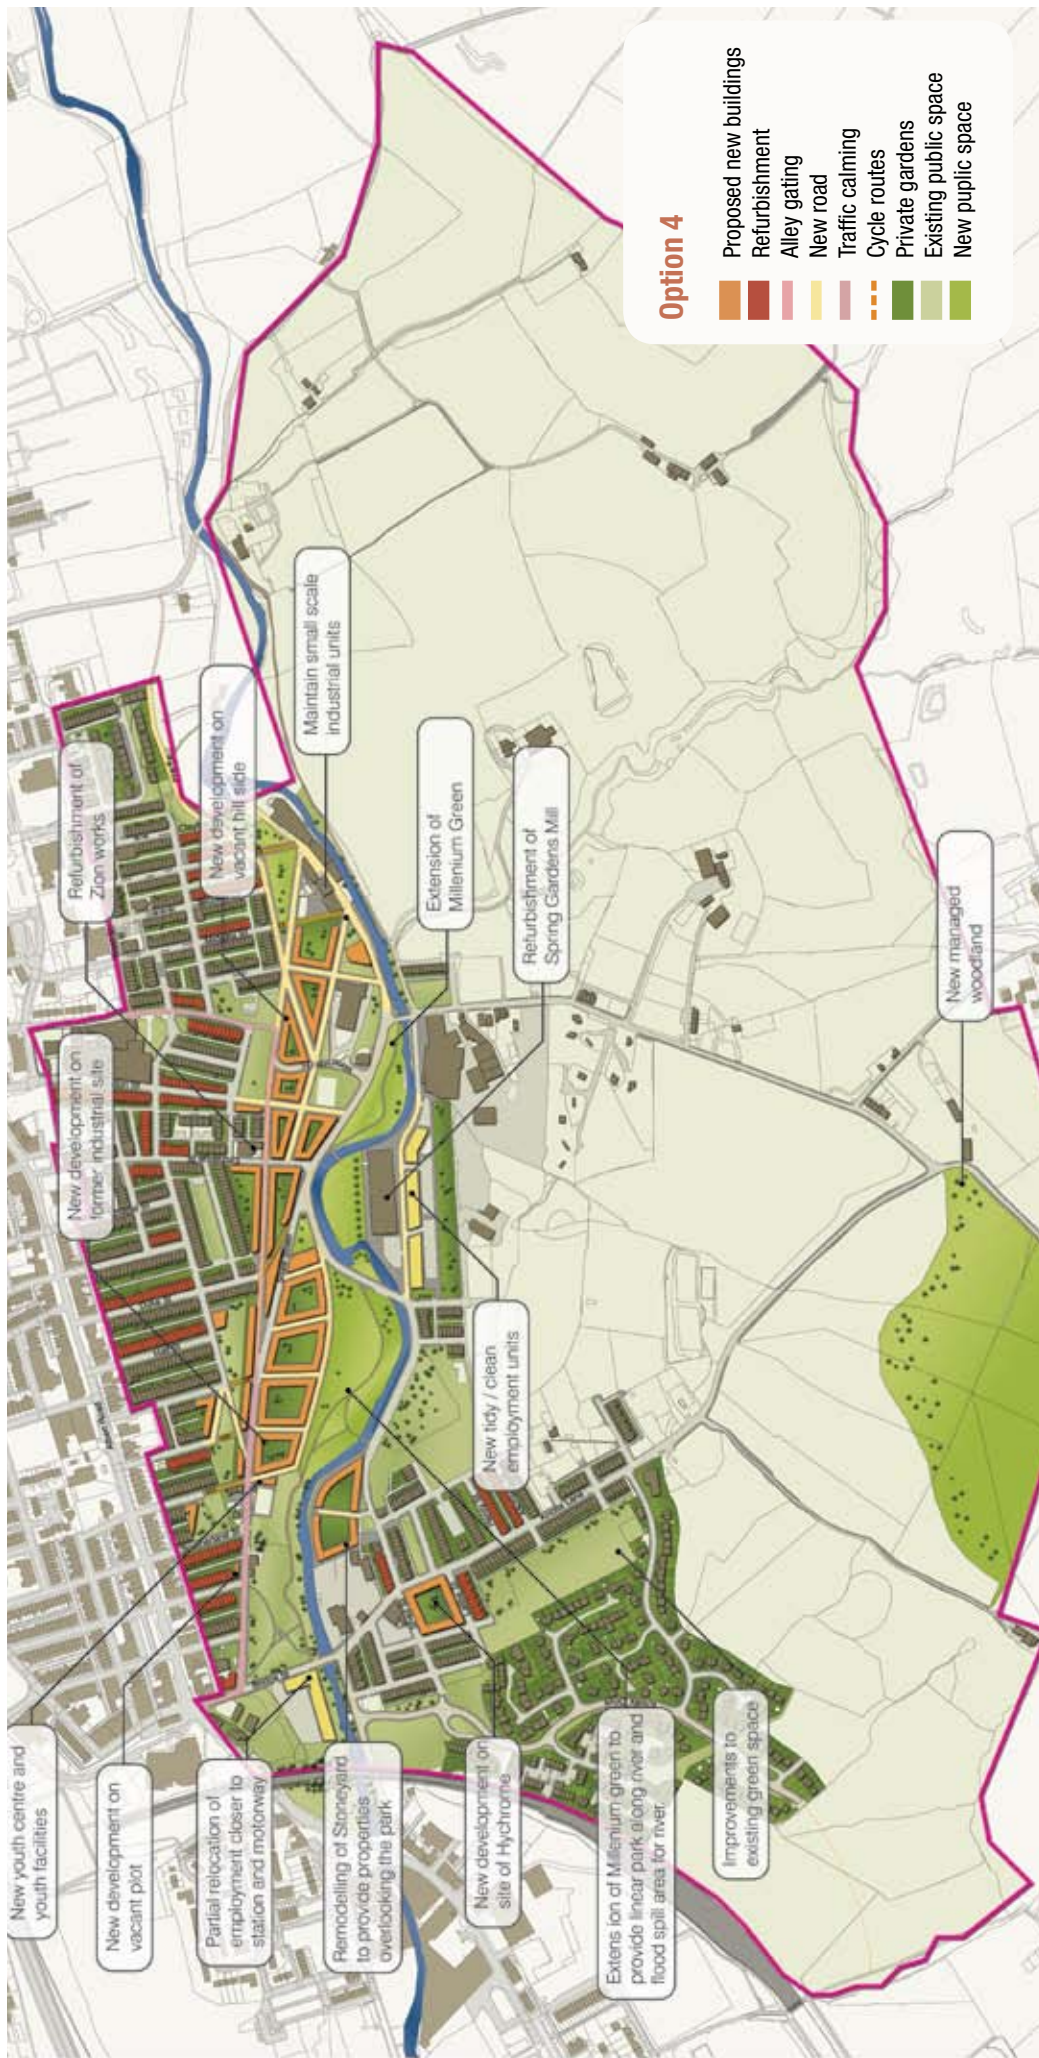 Option 4
Proposed new buildings
Refurbishment
Alley gating
New road
Traffic calming
Cycle routes
Private gardens
Existing public space
New puplic space
New youth centre and
youth facilities
New development on
vacant plot
Partial relocation of
employment closer to
station and motorway
Remodelling of Stoneyard
to provide properties
overlooking the park
New development on
site of Hychrome
Extens ion of Millenium green to
provide linear park along river and
flood spill area for river.
Improvements to
existing green space
New development on
former industrial site
Refurbishment of
Zion works
New development on
vacant hill side
Maintain small scale
industrial units
Extension of
Millenium Green
Refurbishment of
Spring Gardens Mill
New tidy / clean
employment units
New managed
woodland